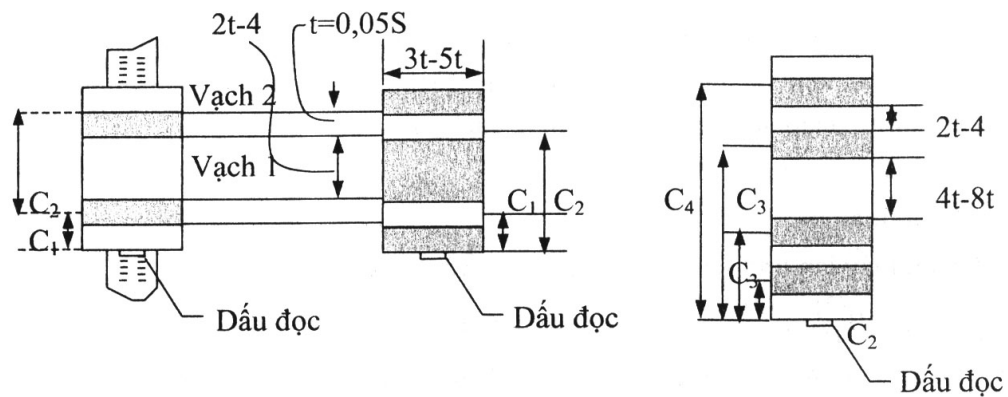 2t-4
t=0,05S
3t-5t
Vạch 2
Vạch 1
C₂
C₁
C₁
C₂
Dấu đọc
Dấu đọc
C₄
C₃
C₃
C₂
2t-4
4t-8t
Dấu đọc